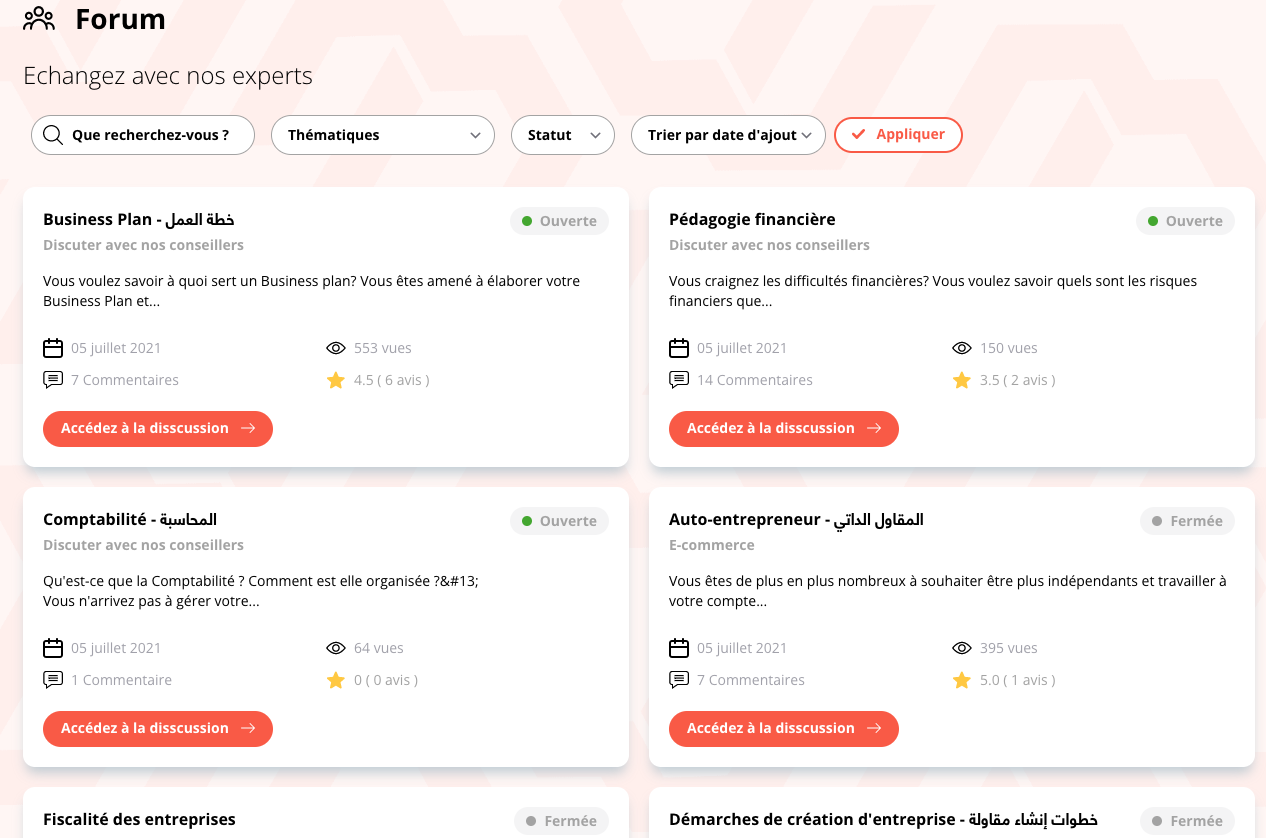 Forum
Echangez avec nos experts
Que recherchez-vous ?
Thématiques
Statut
Trier par date d'ajout
Appliquer
Business Plan - خطة العمل
Ouverte
Discuter avec nos conseillers
Vous voulez savoir à quoi sert un Business plan? Vous êtes amené à élaborer votre
Business Plan et...
05 juillet 2021
553 vues
7 Commentaires
4.5 ( 6 avis )
Accédez à la disscussion
Pédagogie financière
Ouverte
Discuter avec nos conseillers
Vous craignez les difficultés financières? Vous voulez savoir quels sont les risques
financiers que...
05 juillet 2021
150 vues
14 Commentaires
3.5 ( 2 avis )
Accédez à la disscussion
Comptabilité - المحاسبة
Ouverte
Discuter avec nos conseillers
Qu'est-ce que la Comptabilité ? Comment est elle organisée ?&#13;
Vous n'arrivez pas à gérer votre...
05 juillet 2021
64 vues
1 Commentaire
0 ( 0 avis )
Accédez à la disscussion
Auto-entrepreneur - المقاول الداتي
Fermée
E-commerce
Vous êtes de plus en plus nombreux à souhaiter être plus indépendants et travailler à
votre compte...
05 juillet 2021
395 vues
7 Commentaires
5.0 ( 1 avis )
Accédez à la disscussion
Fiscalité des entreprises
Fermée
Démarches de création d'entreprise - خطوات إنشاء مقاولة
Fermée